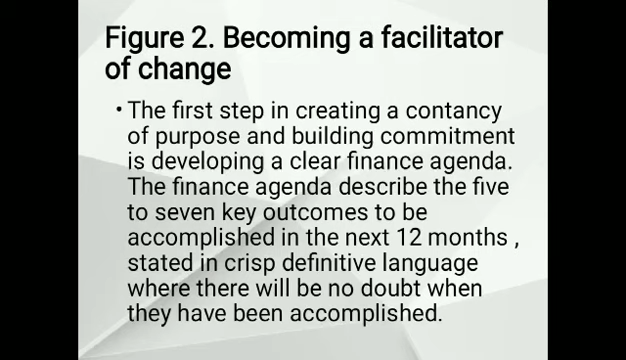 Figure 2. Becoming a facilitator
of change
• The first step in creating a contancy
of purpose and building commitment
is developing a clear finance agenda.
The finance agenda describe the five
to seven key outcomes to be
accomplished in the next 12 months ,
stated in crisp definitive language
where there will be no doubt when
they have been accomplished.